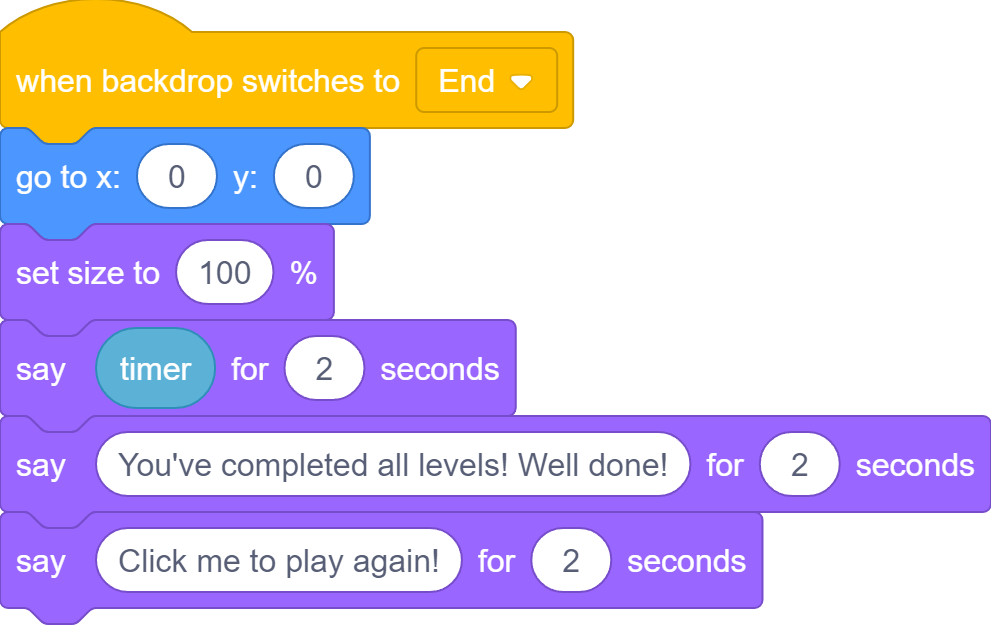 when backdrop switches to End
go to x: 0 y: 0
set size to 100 %
say timer for 2 seconds
say You've completed all levels! Well done! for 2 seconds
say Click me to play again! for 2 seconds